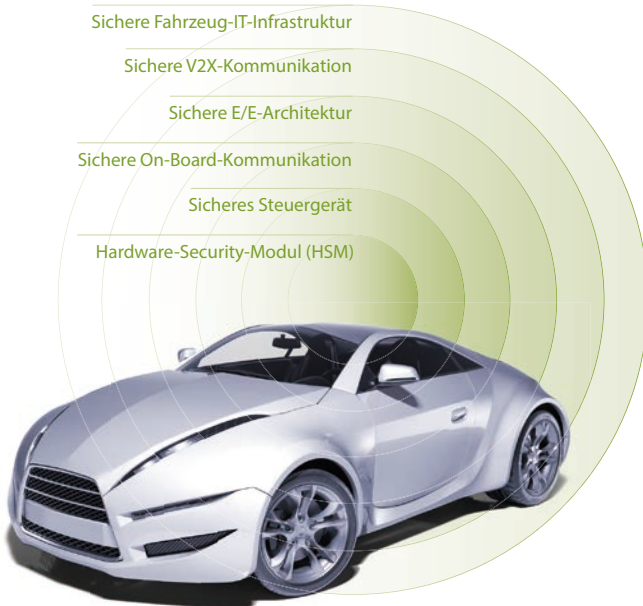 Sichere Fahrzeug-IT-Infrastruktur
Sichere V2X-Kommunikation
Sichere E/E-Architektur
Sichere On-Board-Kommunikation
Sicheres Steuergerät
Hardware-Security-Modul (HSM)